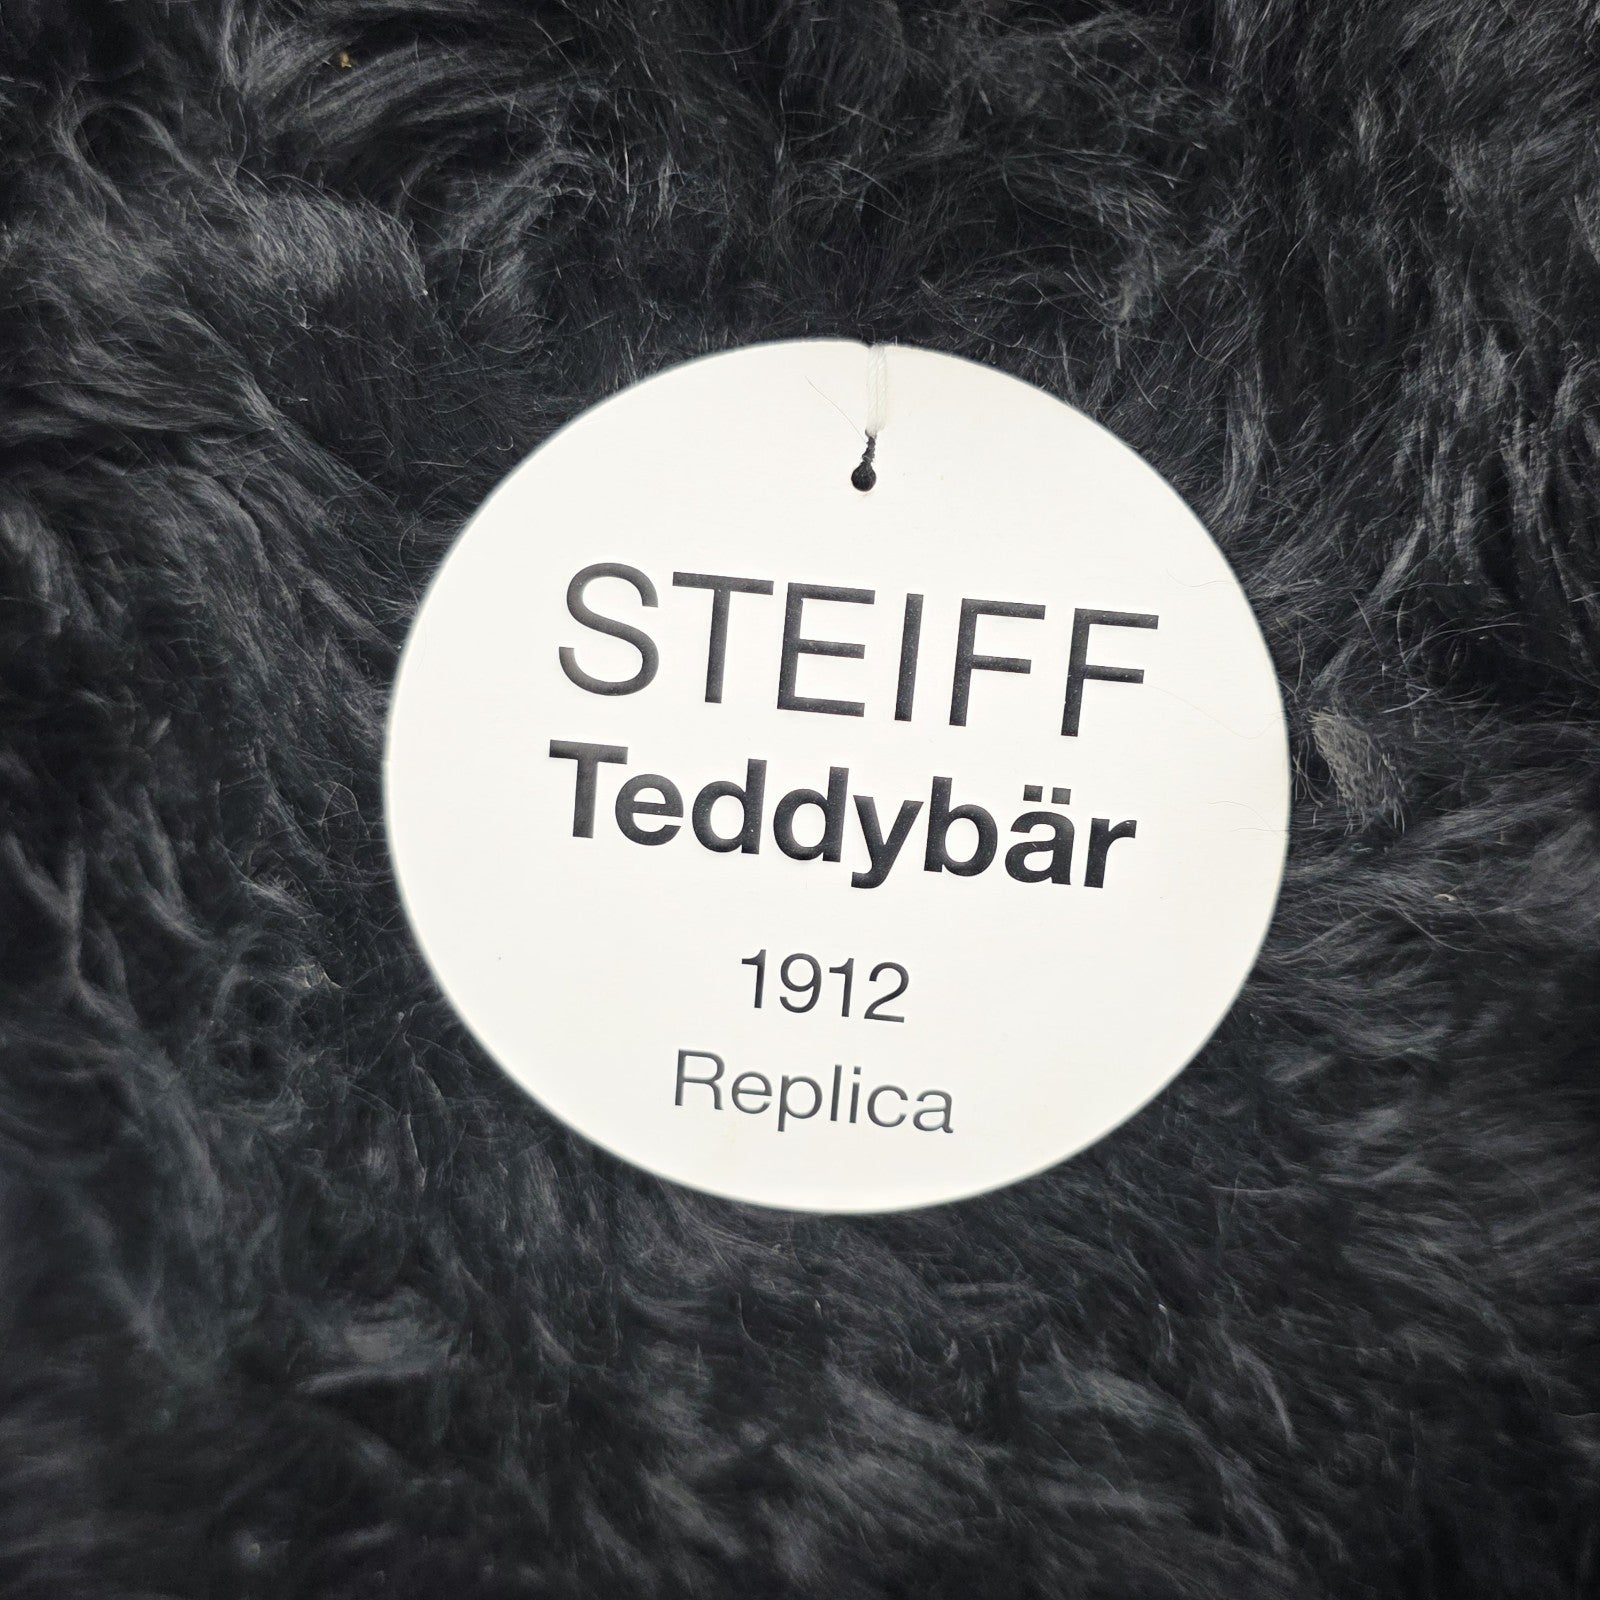 STEIFF
Teddybär
1912
Replica